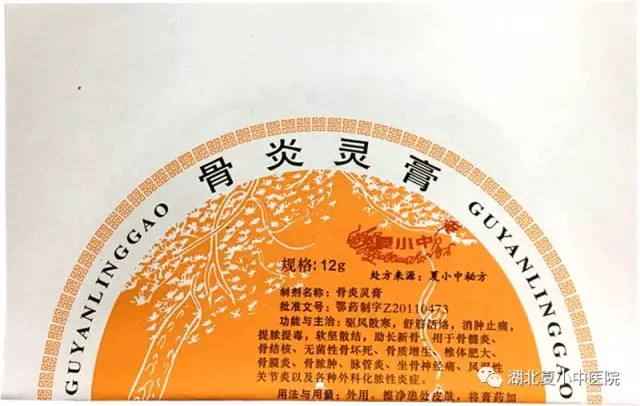 骨炎灵膏
GUYANLINGGAO
GUYANLINGGAO
夏小中
规格:12g
处方来源:夏小中秘方
制剂名称:骨炎灵膏
批准文号:鄂药制字Z20110473
功能与主治:驱风散寒,舒筋活络,消肿止痛,
提脓提毒,软坚散结,助长新骨。用于骨髓炎、
骨结核、无菌性骨坏死、骨质增生、椎体肥大、
骨膜炎、骨脓肿、脉管炎、坐骨神经痛、风湿性
关节炎以及各种外科化脓性炎症。
用法与用量:外用。擦净患处皮肤,将膏药加
湖北夏小中医院